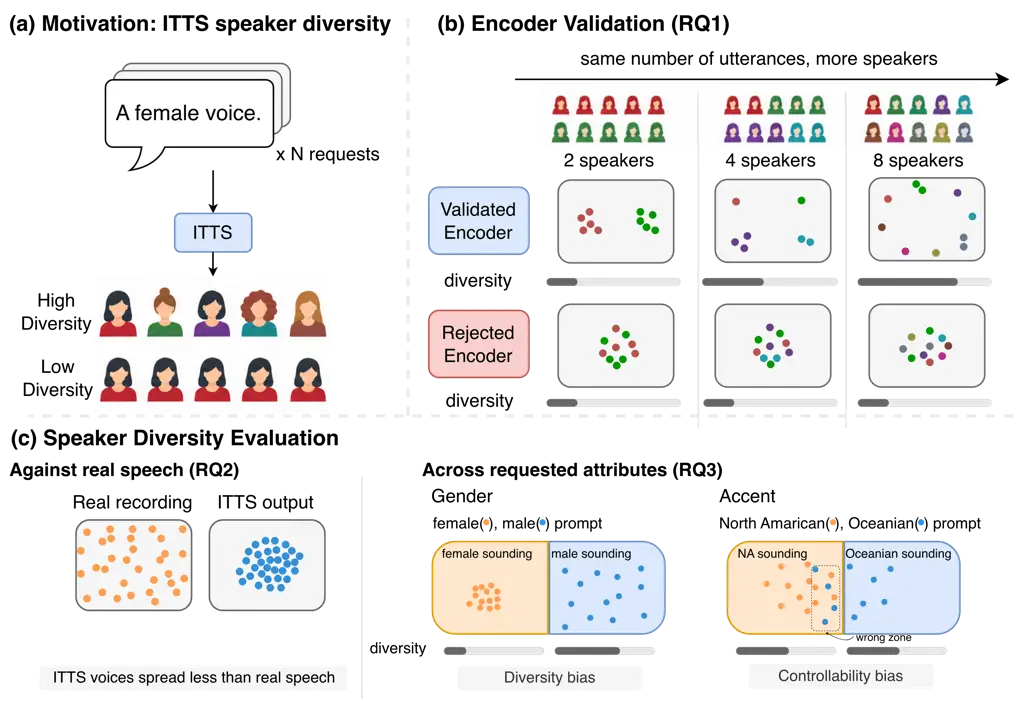 (a) Motivation: ITTS speaker diversity
A female voice.
x N requests
ITTS
High
Diversity
Low
Diversity
(b) Encoder Validation (RQ1)
same number of utterances, more speakers
2 speakers
4 speakers
8 speakers
Validated
Encoder
diversity
Rejected
Encoder
diversity
(c) Speaker Diversity Evaluation
Against real speech (RQ2)
Real recording
ITTS output
ITTS voices spread less than real speech
Across requested attributes (RQ3)
Gender
female( ), male( ) prompt
female sounding
male sounding
diversity
Diversity bias
Accent
North Amarican( ), Oceanian( ) prompt
NA sounding
Oceanian sounding
wrong zone
Controllability bias